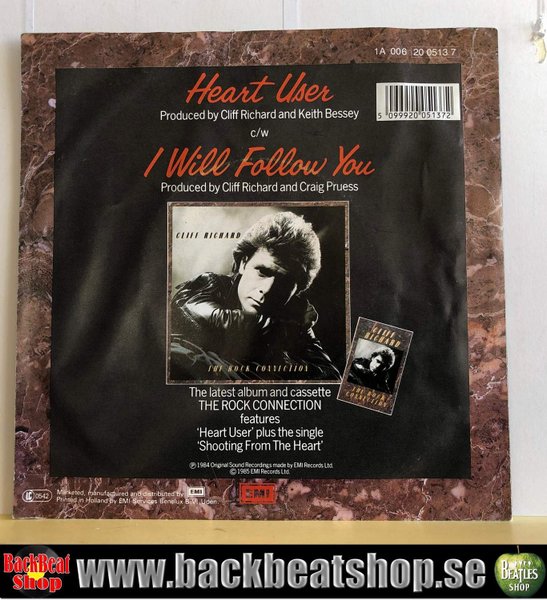 1A 006 20 0513 7
Heart User
Produced by Cliff Richard and Keith Bessey
5 099920 051372
c/w
I Will Follow You
Produced by Cliff Richard and Craig Pruess
CLIFF RICHARD
THE ROCK CONNECTION
CLIFF
RICHARD
THE ROCK
CONNECTION
The latest album and cassette
THE ROCK CONNECTION
features
'Heart User' plus the single
'Shooting From The Heart'
Ⓟ 1984 Original Sound Recordings made by EMI Records Ltd.
© 1985 EMI Records Ltd.
LC 0542
Marketed, manufactured and distributed by EMI
Printed in Holland by EMI Services Benelux B.V. Uden
EMI
BackBeat
Shop
www.backbeatshop.se
BEATLES
SHOP